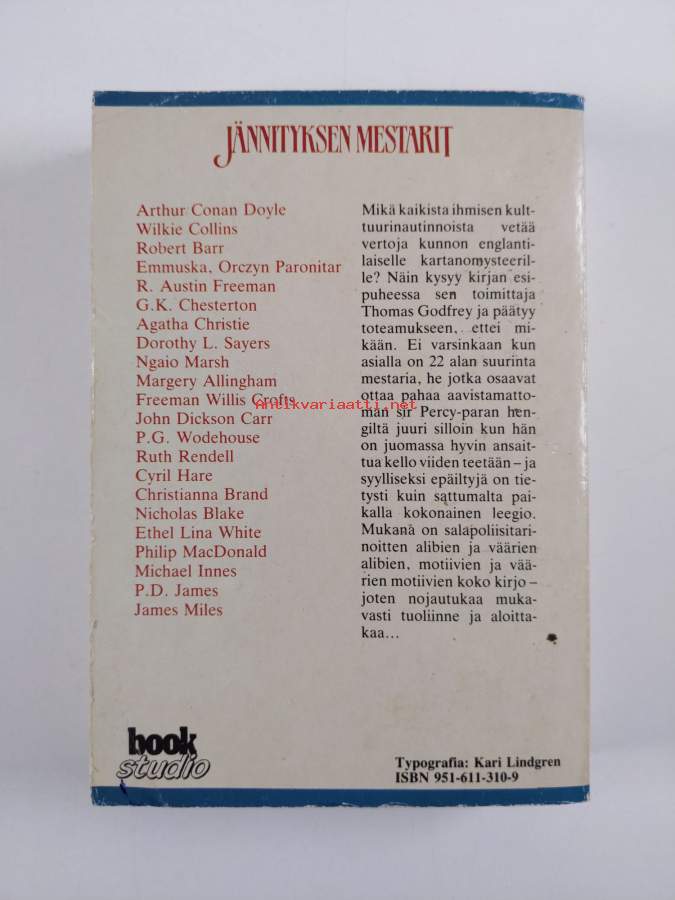 JÄNNITYKSEN MESTARIT
Arthur Conan Doyle
Wilkie Collins
Robert Barr
Emmuska, Orczyn Paronitar
R. Austin Freeman
G.K. Chesterton
Agatha Christie
Dorothy L. Sayers
Ngaio Marsh
Margery Allingham
Freeman Willis Crofts
John Dickson Carr
P.G. Wodehouse
Ruth Rendell
Cyril Hare
Christianna Brand
Nicholas Blake
Ethel Lina White
Philip MacDonald
Michael Innes
P.D. James
James Miles
Mikä kaikista ihmisen kult-
tuurinautinnoista vetää
vertoja kunnon englanti-
laiselle kartanomysteeril-
le? Näin kysyy kirjan esi-
puheessa sen toimittaja
Thomas Godfrey ja päätyy
toteamukseen, ettei mi-
kään. Ei varsinkaan kun
asialla on 22 alan suurinta
mestaria, he jotka osaavat
ottaa pahaa aavistamatto-
man sir Percy-paran hen-
giltä juuri silloin kun hän
on juomassa hyvin ansait-
tua kello viiden teetään – ja
syylliseksi epäiltyjä on tie-
tysti kuin sattumalta pai-
kalla kokonainen leegio.
Mukana on salapoliisitari-
noitten alibien ja väärien
alibien, motiivien ja vää-
rien motiivien koko kirjo –
joten nojautukaa muka-
vasti tuoliinne ja aloitta-
kaa...
antikvariaatti.net
book
studio
Typografia: Kari Lindgren
ISBN 951-611-310-9